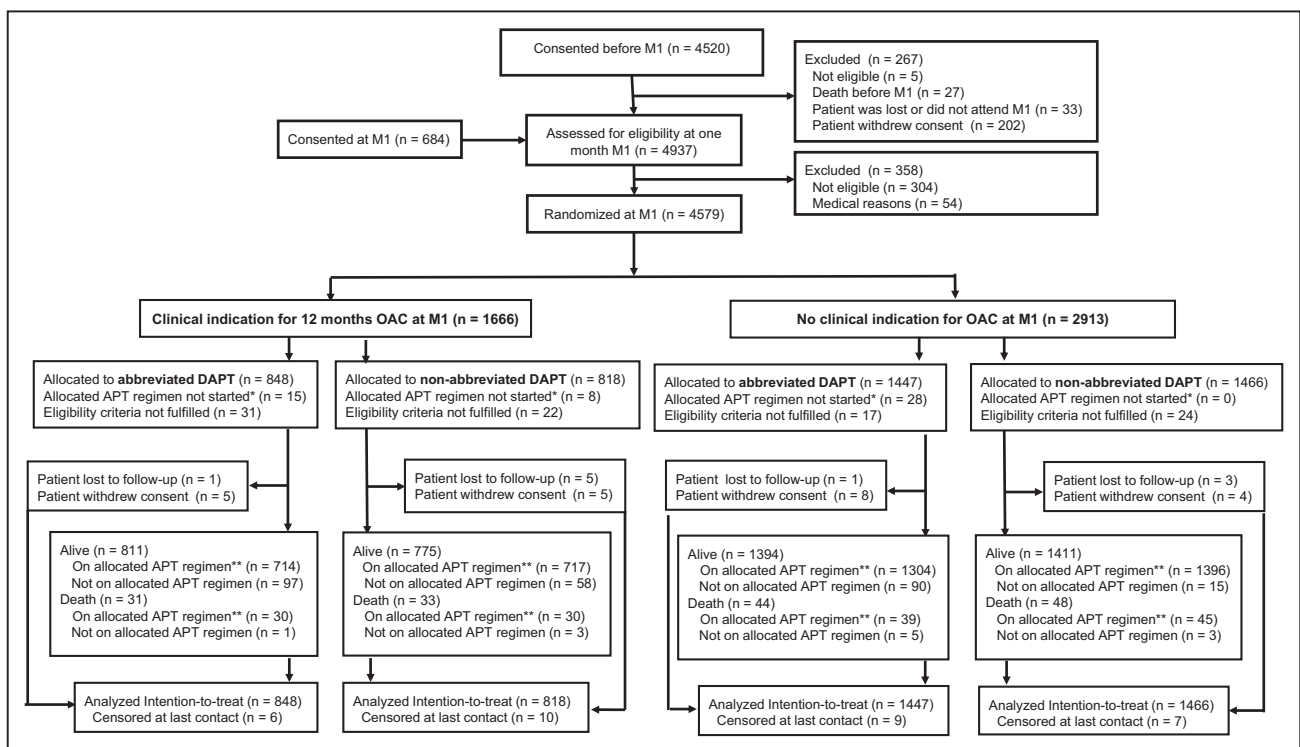 Consented before M1 (n = 4520)
Excluded (n = 267)
Not eligible (n = 5)
Death before M1 (n = 27)
Patient was lost or did not attend M1 (n = 33)
Patient withdrew consent (n = 202)
Consented at M1 (n = 684)
Assessed for eligibility at one
month M1 (n = 4937)
Excluded (n = 358)
Not eligible (n = 304)
Medical reasons (n = 54)
Randomized at M1 (n = 4579)
Clinical indication for 12 months OAC at M1 (n = 1666)
No clinical indication for OAC at M1 (n = 2913)
Allocated to abbreviated DAPT (n = 848)
Allocated APT regimen not started* (n = 15)
Eligibility criteria not fulfilled (n = 31)
Allocated to non-abbreviated DAPT (n = 818)
Allocated APT regimen not started* (n = 8)
Eligibility criteria not fulfilled (n = 22)
Allocated to abbreviated DAPT (n = 1447)
Allocated APT regimen not started* (n = 28)
Eligibility criteria not fulfilled (n = 17)
Allocated to non-abbreviated DAPT (n = 1466)
Allocated APT regimen not started* (n = 0)
Eligibility criteria not fulfilled (n = 24)
Patient lost to follow-up (n = 1)
Patient withdrew consent (n = 5)
Patient lost to follow-up (n = 5)
Patient withdrew consent (n = 5)
Patient lost to follow-up (n = 1)
Patient withdrew consent (n = 8)
Patient lost to follow-up (n = 3)
Patient withdrew consent (n = 4)
Alive (n = 811)
On allocated APT regimen** (n = 714)
Not on allocated APT regimen (n = 97)
Death (n = 31)
On allocated APT regimen** (n = 30)
Not on allocated APT regimen (n = 1)
Alive (n = 775)
On allocated APT regimen** (n = 717)
Not on allocated APT regimen (n = 58)
Death (n = 33)
On allocated APT regimen** (n = 30)
Not on allocated APT regimen (n = 3)
Alive (n = 1394)
On allocated APT regimen** (n = 1304)
Not on allocated APT regimen (n = 90)
Death (n = 44)
On allocated APT regimen** (n = 39)
Not on allocated APT regimen (n = 5)
Alive (n = 1411)
On allocated APT regimen** (n = 1396)
Not on allocated APT regimen (n = 15)
Death (n = 48)
On allocated APT regimen** (n = 45)
Not on allocated APT regimen (n = 3)
Analyzed Intention-to-treat (n = 848)
Censored at last contact (n = 6)
Analyzed Intention-to-treat (n = 818)
Censored at last contact (n = 10)
Analyzed Intention-to-treat (n = 1447)
Censored at last contact (n = 9)
Analyzed Intention-to-treat (n = 1466)
Censored at last contact (n = 7)